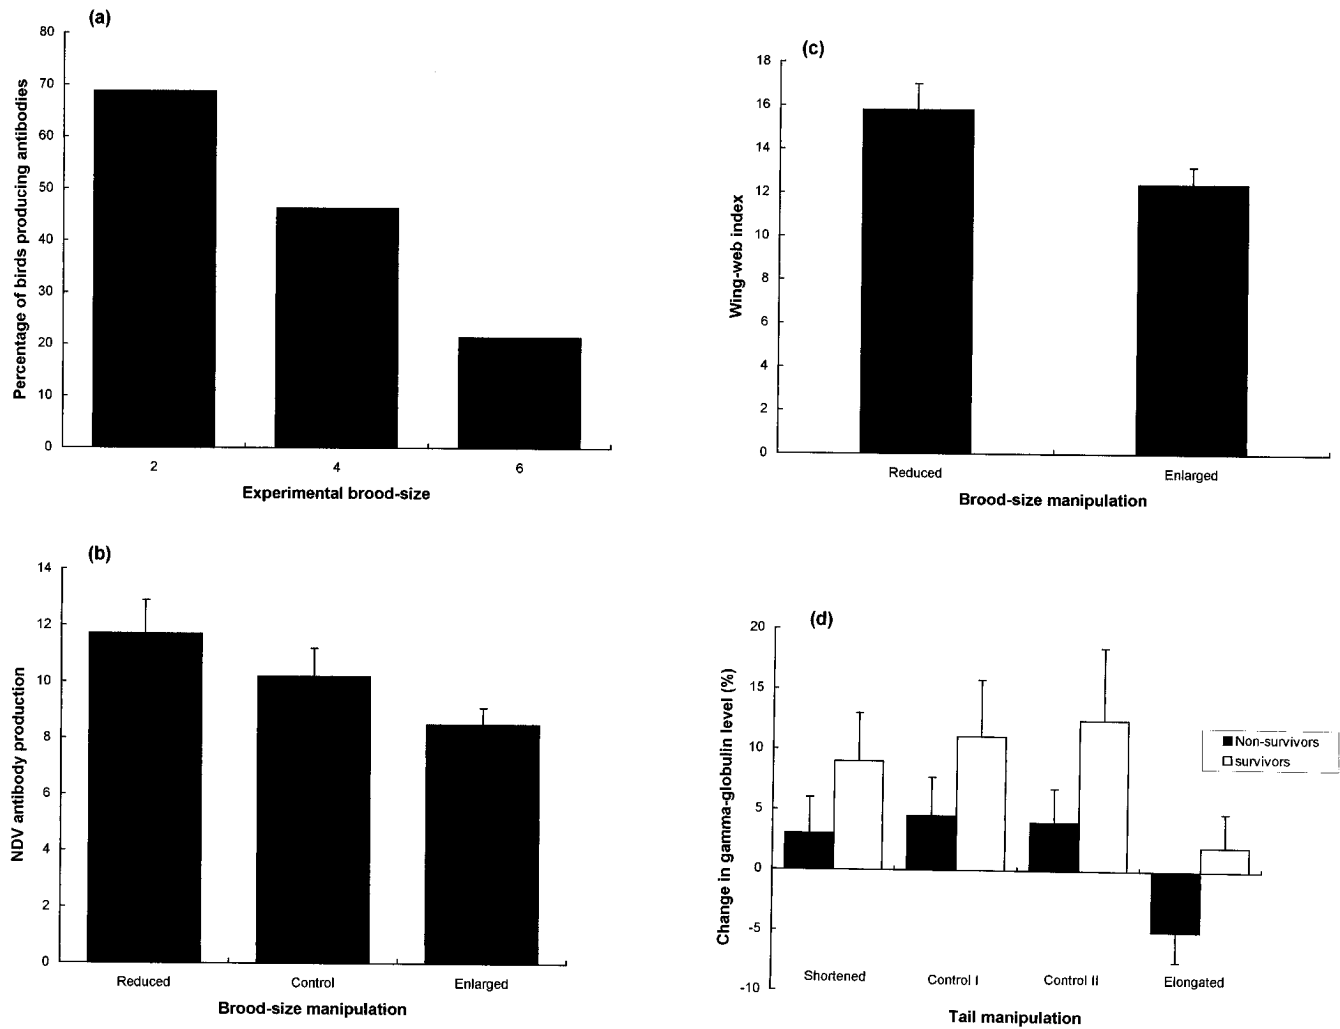 (a)
80
70
60
50
40
30
20
10
0
Percentage of birds producing antibodies
2 4 6
Experimental brood-size
(b)
14
12
10
8
6
4
2
0
NDV antibody production
Reduced Control Enlarged
Brood-size manipulation
(c)
18
16
14
12
10
8
6
4
2
0
Wing-web index
Reduced Enlarged
Brood-size manipulation
(d)
20
15
10
5
0
-5
-10
Change in gamma-globulin level (%)
Non-survivors
survivors
Shortened Control I Control II Elongated
Tail manipulation